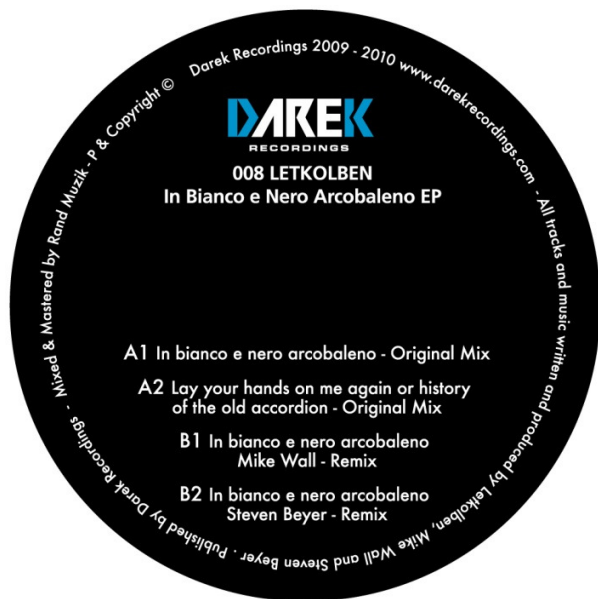 Mixed & Mastered by Rand Muzik - P & Copyright © Darek Recordings 2009 - 2010 www.darekrecordings.com - All tracks and music written and produced by Letkolben, Mike Wall and Steven Beyer . Published by Darek Recordings -
DAREK
RECORDINGS
008 LETKOLBEN
In Bianco e Nero Arcobaleno EP
A1 In bianco e nero arcobaleno - Original Mix
A2 Lay your hands on me again or history
of the old accordion - Original Mix
B1 In bianco e nero arcobaleno
Mike Wall - Remix
B2 In bianco e nero arcobaleno
Steven Beyer - Remix